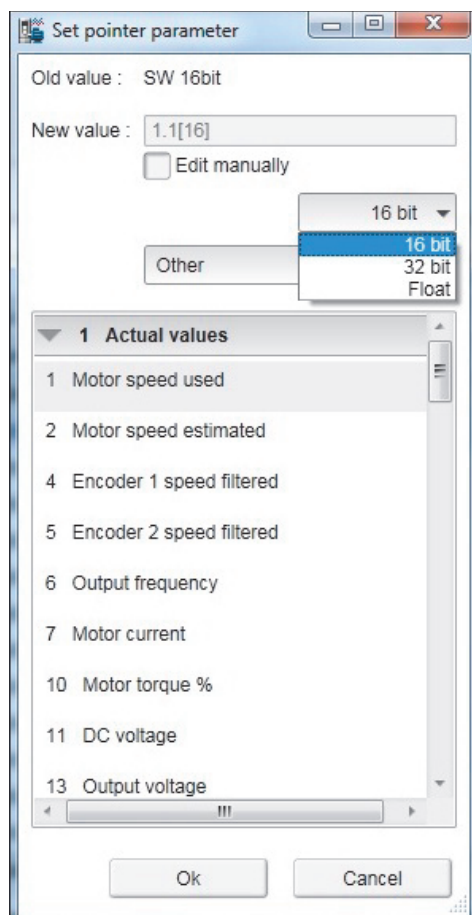 Set pointer parameter
Old value : SW 16bit
New value : 1.1[16]
Edit manually
16 bit
16 bit
32 bit
Other
Float
1 Actual values
1 Motor speed used
2 Motor speed estimated
4 Encoder 1 speed filtered
5 Encoder 2 speed filtered
6 Output frequency
7 Motor current
10 Motor torque %
11 DC voltage
13 Output voltage
Ok Cancel